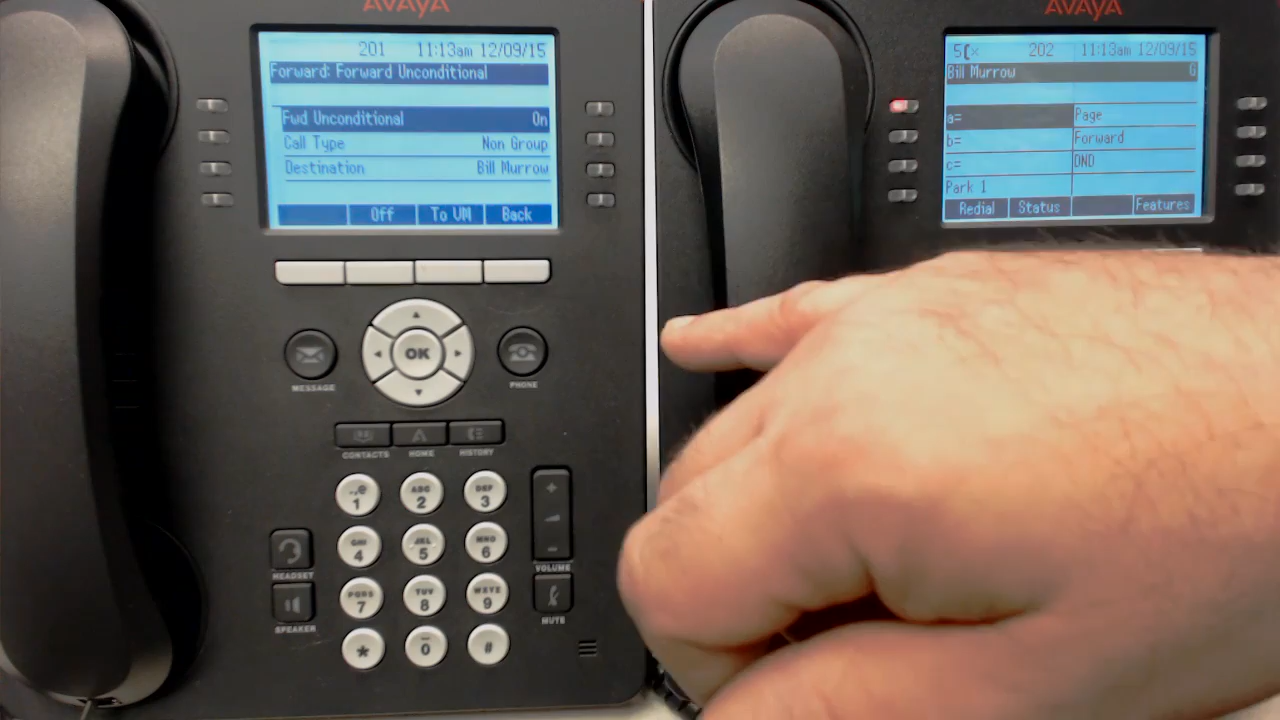 AVAYA
201 11:13am 12/09/15
Forward: Forward Unconditional
Fwd Unconditional On
Call Type Non Group
Destination Bill Murrow
Off To VM Back
OK
MESSAGE
PHONE
CONTACTS HOME HISTORY
1 ABC 2 DEF 3
GHI 4 JKL 5 MNO 6
PQRS 7 TUV 8 WXYZ 9
* 0 #
HEADSET
SPEAKER
+
-
VOLUME
MUTE
AVAYA
5 202 11:13am 12/09/15
Bill Murrow G
a= Page
b= Forward
c= DND
Park 1
Redial Status Features